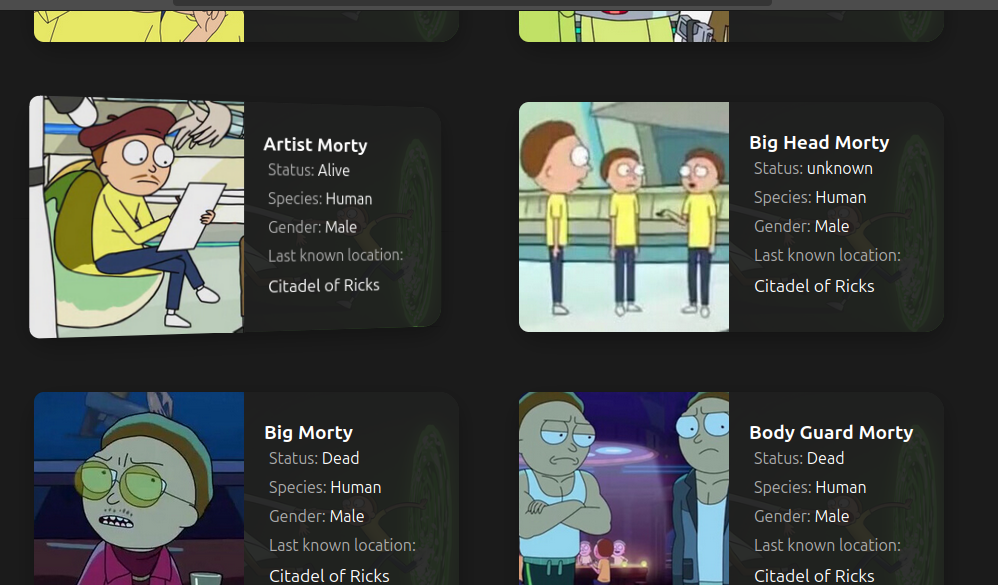 Artist Morty
Status: Alive
Species: Human
Gender: Male
Last known location:
Citadel of Ricks
Big Head Morty
Status: unknown
Species: Human
Gender: Male
Last known location:
Citadel of Ricks
Big Morty
Status: Dead
Species: Human
Gender: Male
Last known location:
Citadel of Ricks
Body Guard Morty
Status: Dead
Species: Human
Gender: Male
Last known location:
Citadel of Ricks